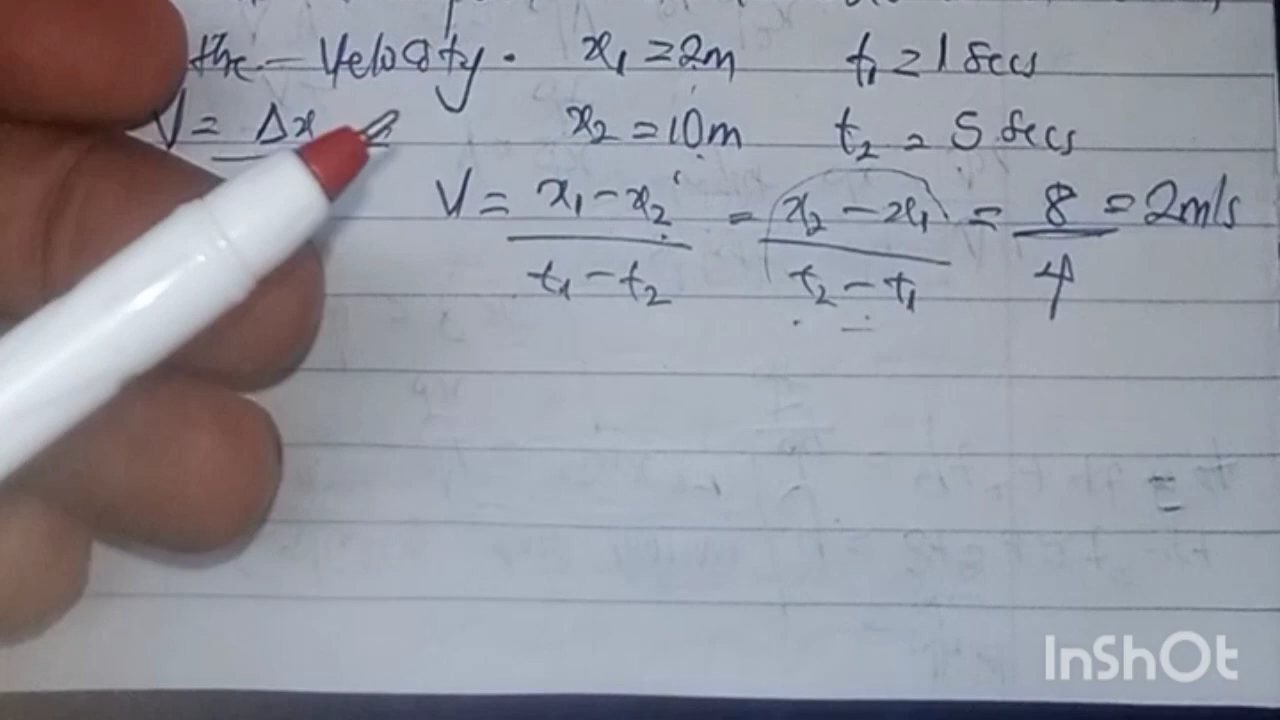 the - Velocity. x₁ = 2m t₁ = 1 secs
V = Δx x₂ = 10m t₂ = 5 secs
V = x₁ - x₂ / t₁ - t₂ = x₂ - x₁ / t₂ - t₁ = 8 / 4 = 2m/s
InShOt